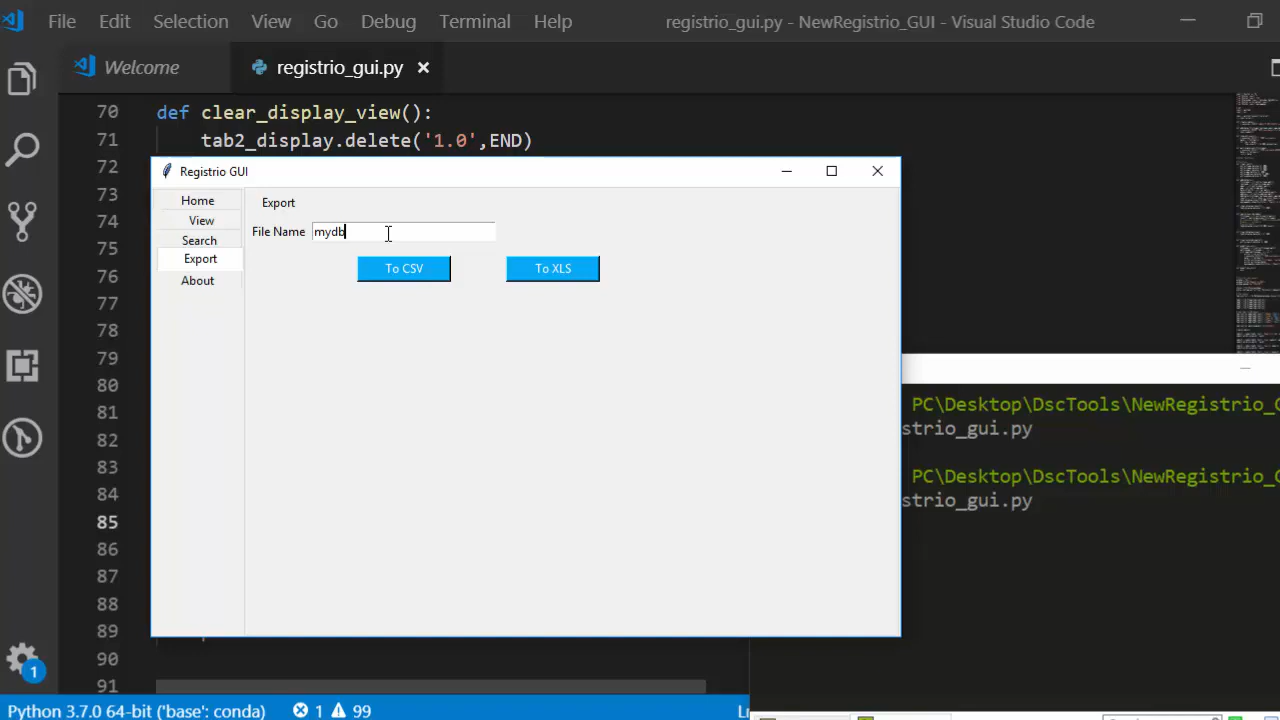 File Edit Selection View Go Debug Terminal Help registrio_gui.py - NewRegistrio_GUI - Visual Studio Code
Welcome registrio_gui.py
70 def clear_display_view():
71 tab2_display.delete('1.0',END)
72
73
74
75
76
77
78
79
80
81
82
83
84
85
86
87
88
89
90
91
Registrio GUI
Home
View
Search
Export
About
Export
File Name mydb
To CSV To XLS
PC\Desktop\DscTools\NewRegistrio_
strio_gui.py
PC\Desktop\DscTools\NewRegistrio_
strio_gui.py
1
Python 3.7.0 64-bit ('base': conda) 1 99